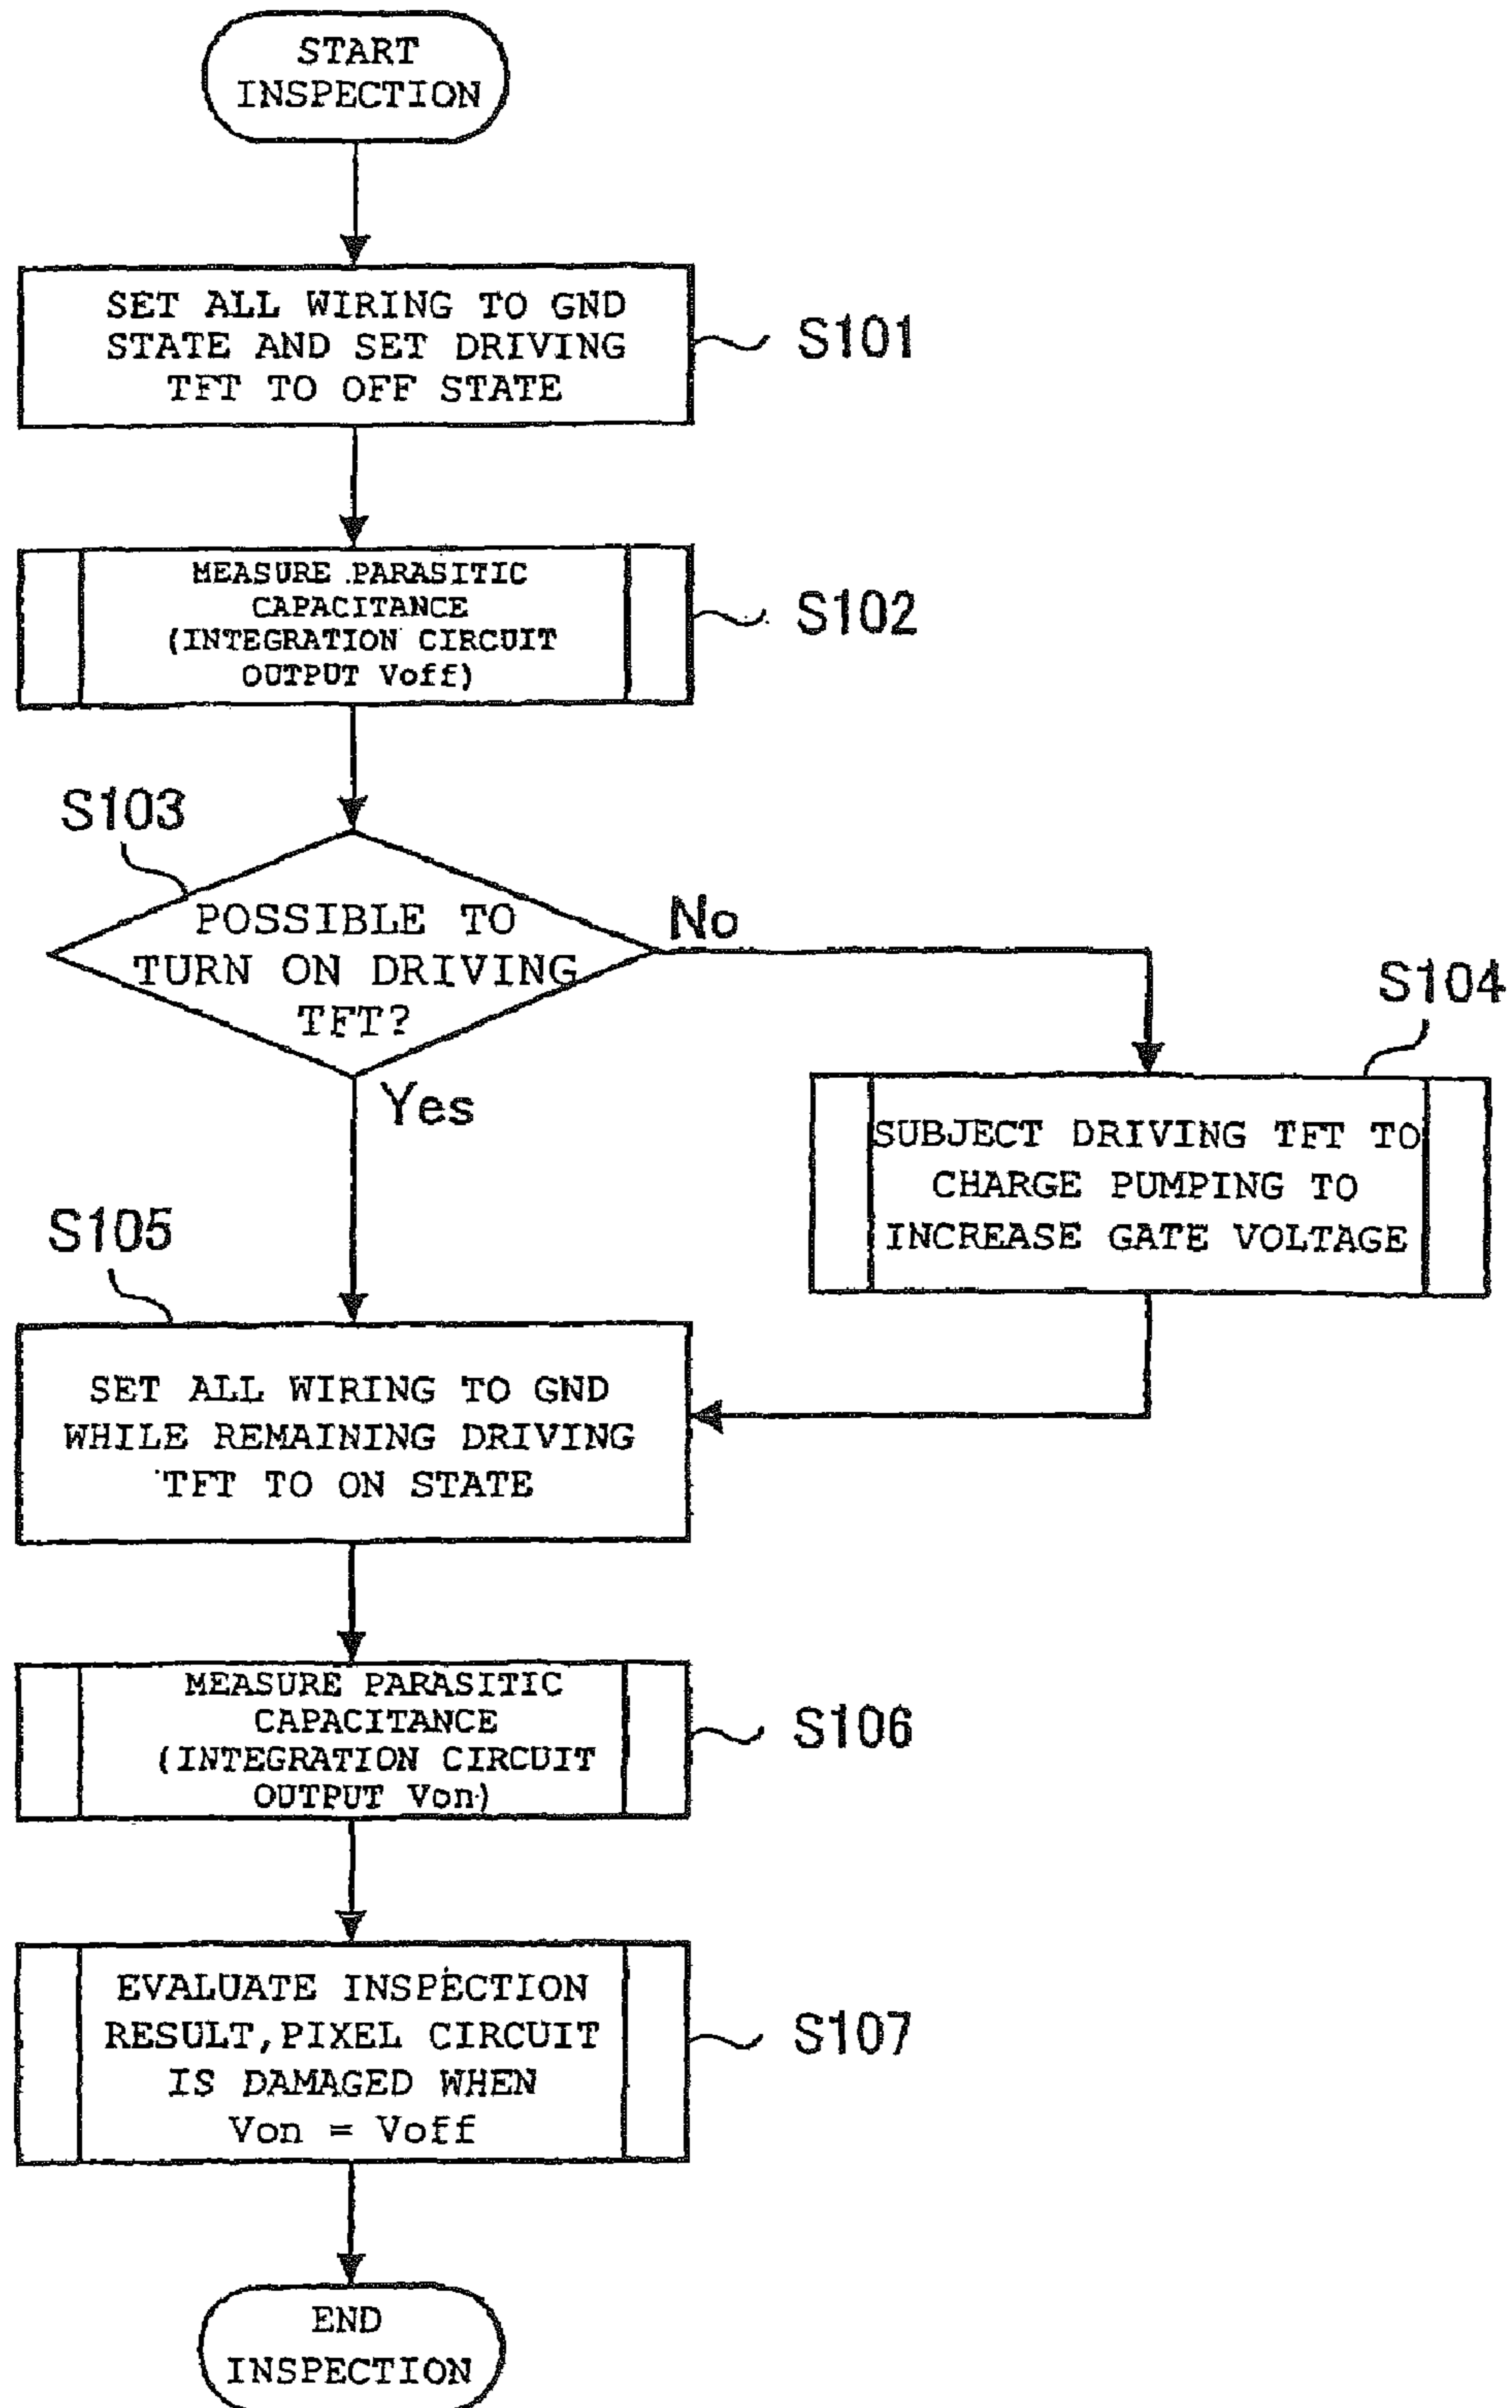 START
INSPECTION
SET ALL WIRING TO GND
STATE AND SET DRIVING
TFT TO OFF STATE
S101
MEASURE PARASITIC
CAPACITANCE
(INTEGRATION CIRCUIT
OUTPUT Voff)
S102
S103
POSSIBLE TO
TURN ON DRIVING
TFT?
No
Yes
S104
SUBJECT DRIVING TFT TO
CHARGE PUMPING TO
INCREASE GATE VOLTAGE
S105
SET ALL WIRING TO GND
WHILE REMAINING DRIVING
TFT TO ON STATE
MEASURE PARASITIC
CAPACITANCE
(INTEGRATION CIRCUIT
OUTPUT Von)
S106
EVALUATE INSPECTION
RESULT, PIXEL CIRCUIT
IS DAMAGED WHEN
Von = Voff
S107
END
INSPECTION